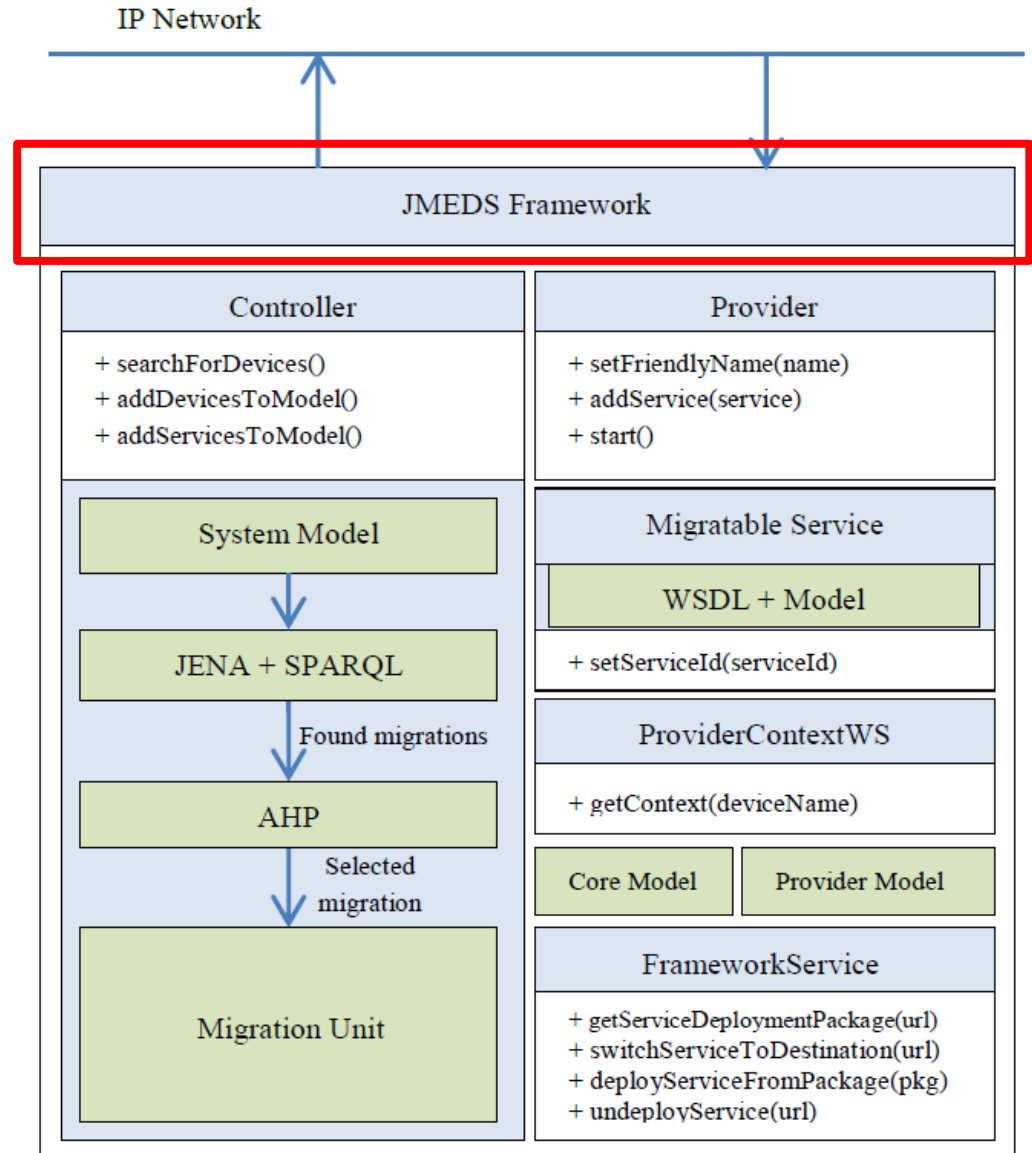 IP Network
JMEDS Framework
Controller
+ searchForDevices()
+ addDevicesToModel()
+ addServicesToModel()
System Model
JENA + SPARQL
Found migrations
AHP
Selected
migration
Migration Unit
Provider
+ setFriendlyName(name)
+ addService(service)
+ start()
Migratable Service
WSDL + Model
+ setServiceId(serviceId)
ProviderContextWS
+ getContext(deviceName)
Core Model
Provider Model
FrameworkService
+ getServiceDeploymentPackage(url)
+ switchServiceToDestination(url)
+ deployServiceFromPackage(pkg)
+ undeployService(url)